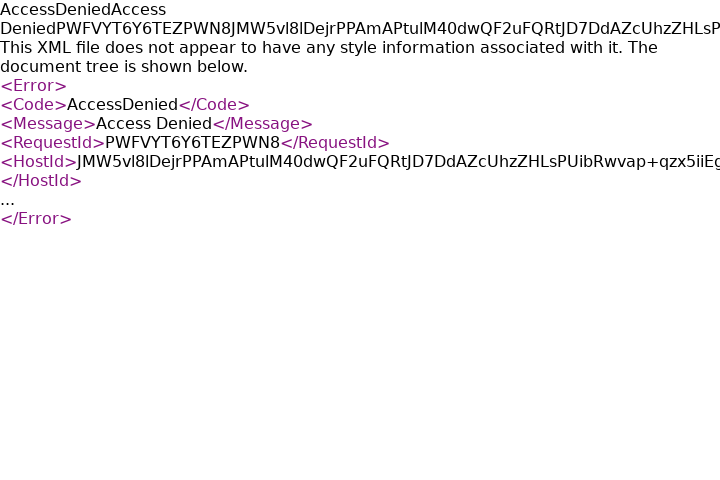 AccessDeniedAccess
DeniedPWFVYT6Y6TEZPWN8JMW5vl8lDejrPPAmAPtulM40dwQF2uFQRtJD7DdAZcUhzZHLsP
This XML file does not appear to have any style information associated with it. The
document tree is shown below.
<Error>
<Code>AccessDenied</Code>
<Message>Access Denied</Message>
<RequestId>PWFVYT6Y6TEZPWN8</RequestId>
<HostId>JMW5vl8lDejrPPAmAPtulM40dwQF2uFQRtJD7DdAZcUhzZHLsPUibRwvap+qzx5iiEg
</HostId>
...
</Error>